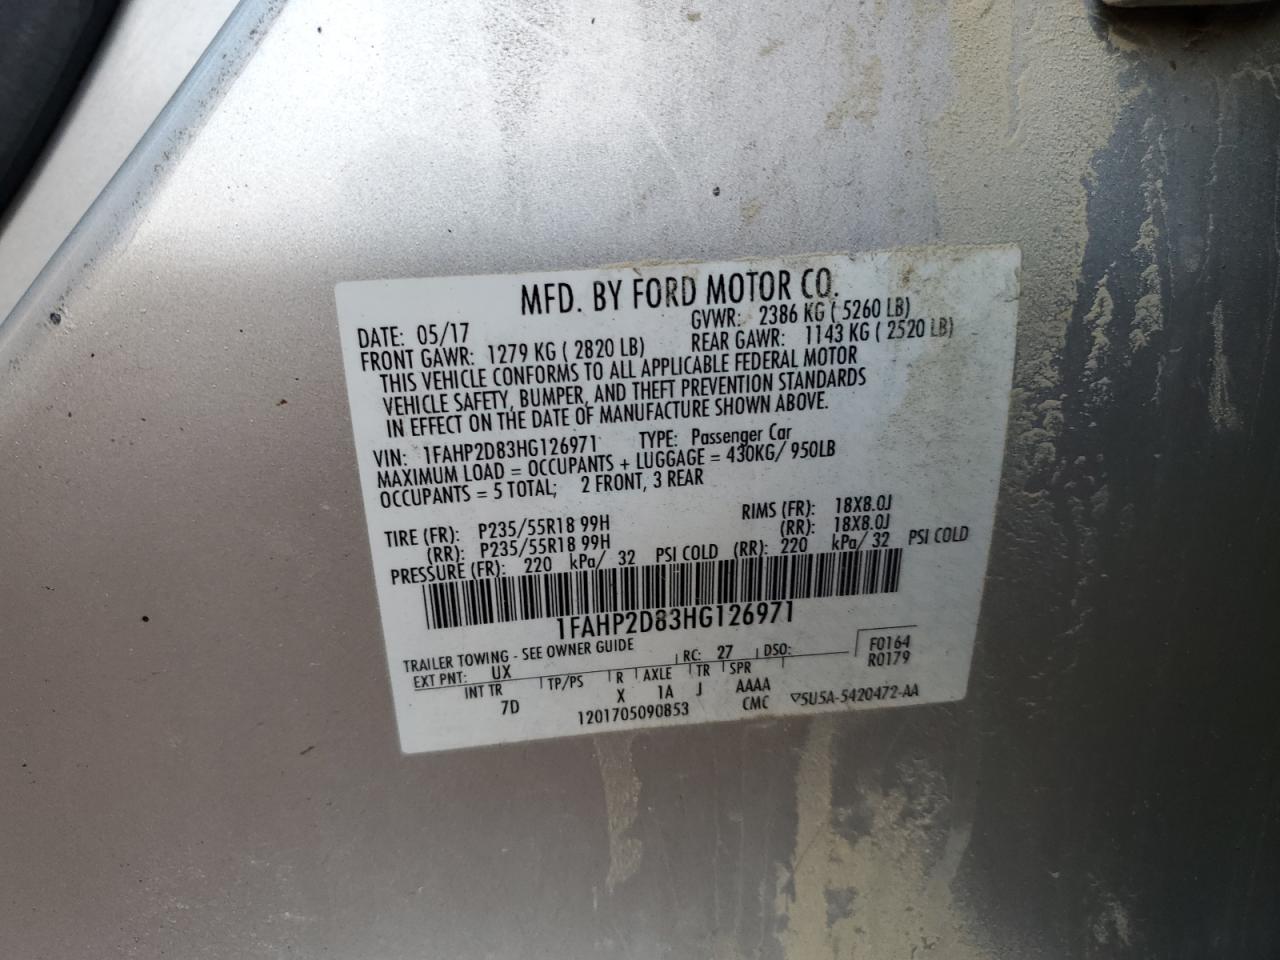 MFD. BY FORD MOTOR CO.
DATE: 05/17 GVWR: 2386 KG ( 5260 LB)
FRONT GAWR: 1279 KG ( 2820 LB) REAR GAWR: 1143 KG ( 2520 LB)
THIS VEHICLE CONFORMS TO ALL APPLICABLE FEDERAL MOTOR
VEHICLE SAFETY, BUMPER, AND THEFT PREVENTION STANDARDS
IN EFFECT ON THE DATE OF MANUFACTURE SHOWN ABOVE.
VIN: 1FAHP2D83HG126971 TYPE: Passenger Car
MAXIMUM LOAD = OCCUPANTS + LUGGAGE = 430KG/ 950LB
OCCUPANTS = 5 TOTAL; 2 FRONT, 3 REAR
TIRE (FR): P235/55R18 99H RIMS (FR): 18X8.0J
(RR): P235/55R18 99H (RR): 18X8.0J
PRESSURE (FR): 220 kPa/ 32 PSI COLD (RR): 220 kPa/ 32 PSI COLD
1FAHP2D83HG126971
TRAILER TOWING - SEE OWNER GUIDE
EXT PNT: UX RC: 27 DSO: F0164
R0179
INT TR TP/PS R AXLE TR SPR
7D X 1A J AAAA
1201705090853 CMC ▽5U5A-5420472-AA